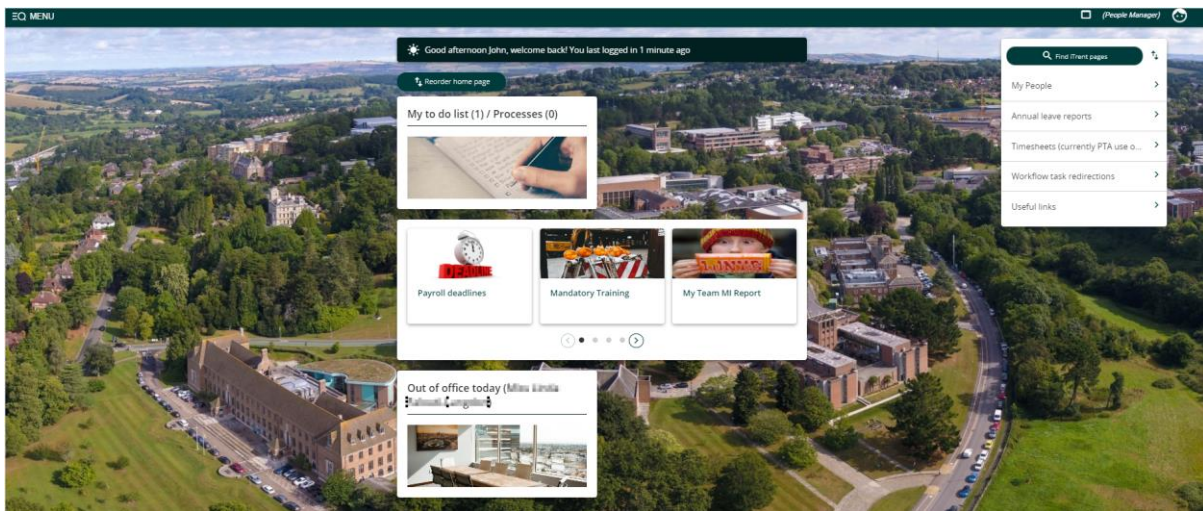 MENU
(People Manager)
Good afternoon John, welcome back! You last logged in 1 minute ago
Reorder home page
My to do list (1) / Processes (0)
DEADLINE
Payroll deadlines
Mandatory Training
My Team MI Report
Out of office today (
Find iTrent pages
My People
Annual leave reports
Timesheets (currently PTA use o...
Workflow task redirections
Useful links